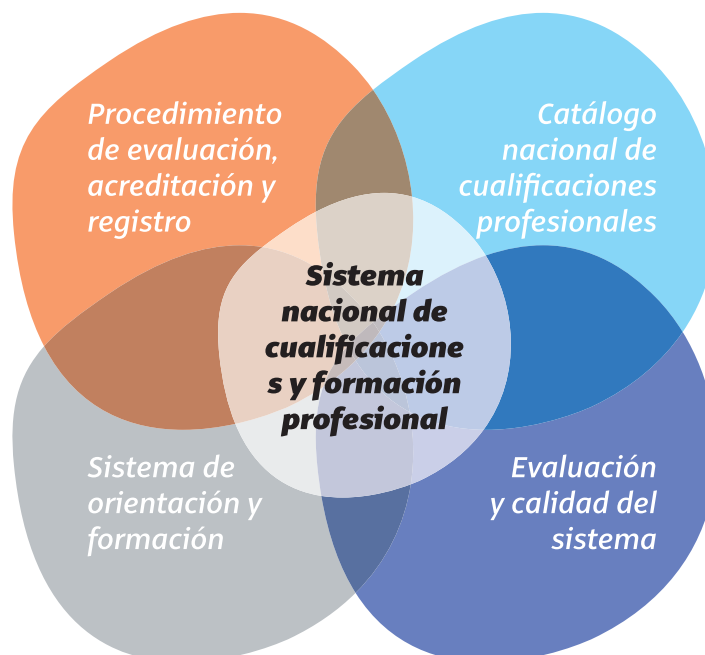 Procedimiento
de evaluación,
acreditación y
registro
Catálogo
nacional de
cualificaciones
profesionales
Sistema
nacional de
cualificacione
s y formación
profesional
Sistema de
orientación y
formación
Evaluación
y calidad del
sistema